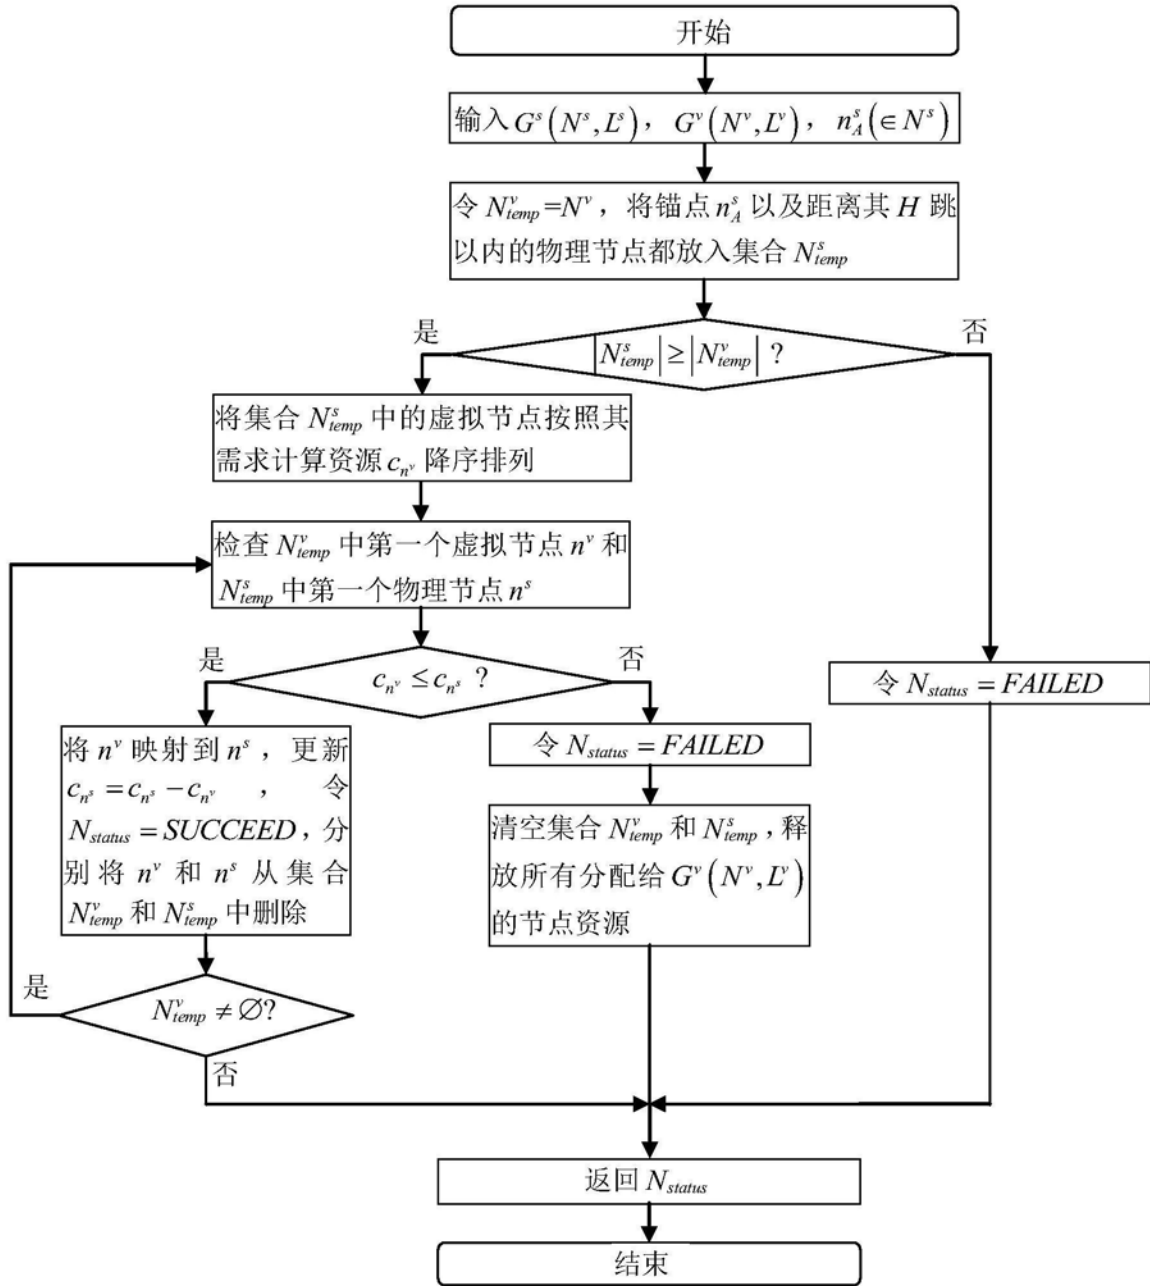 开始
输入 G^s(N^s, L^s), G^v(N^v, L^v), n_A^s(∈N^s)
令 N_temp^v=N^v, 将锚点 n_A^s 以及距离其 H 跳
以内的物理节点都放入集合 N_temp^s
是
否
|N_temp^s| ≥ |N_temp^v| ?
将集合 N_temp^s 中的虚拟节点按照其
需求计算资源 c_{n^v} 降序排列
检查 N_temp^v 中第一个虚拟节点 n^v 和
N_temp^s 中第一个物理节点 n^s
是
否
c_{n^v} ≤ c_{n^s} ?
令 N_status = FAILED
将 n^v 映射到 n^s, 更新
c_{n^s} = c_{n^s} − c_{n^v} , 令
N_status = SUCCEED, 分
别将 n^v 和 n^s 从集合
N_temp^v 和 N_temp^s 中删除
令 N_status = FAILED
清空集合 N_temp^v 和 N_temp^s, 释
放所有分配给 G^v(N^v, L^v)
的节点资源
是
N_temp^v ≠ ∅?
否
返回 N_status
结束